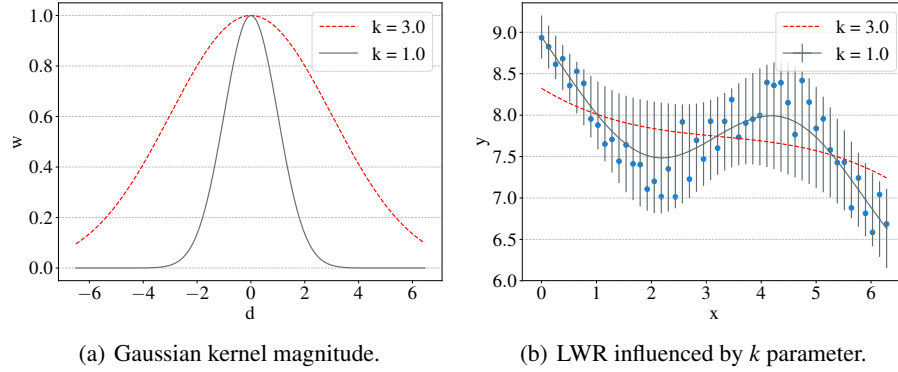 1.0
0.8
0.6
0.4
0.2
0.0
w
k = 3.0
k = 1.0
−6 −4 −2 0 2 4 6
d
(a) Gaussian kernel magnitude.
9.0
8.5
8.0
7.5
7.0
6.5
6.0
y
k = 3.0
k = 1.0
0 1 2 3 4 5 6
x
(b) LWR influenced by k parameter.